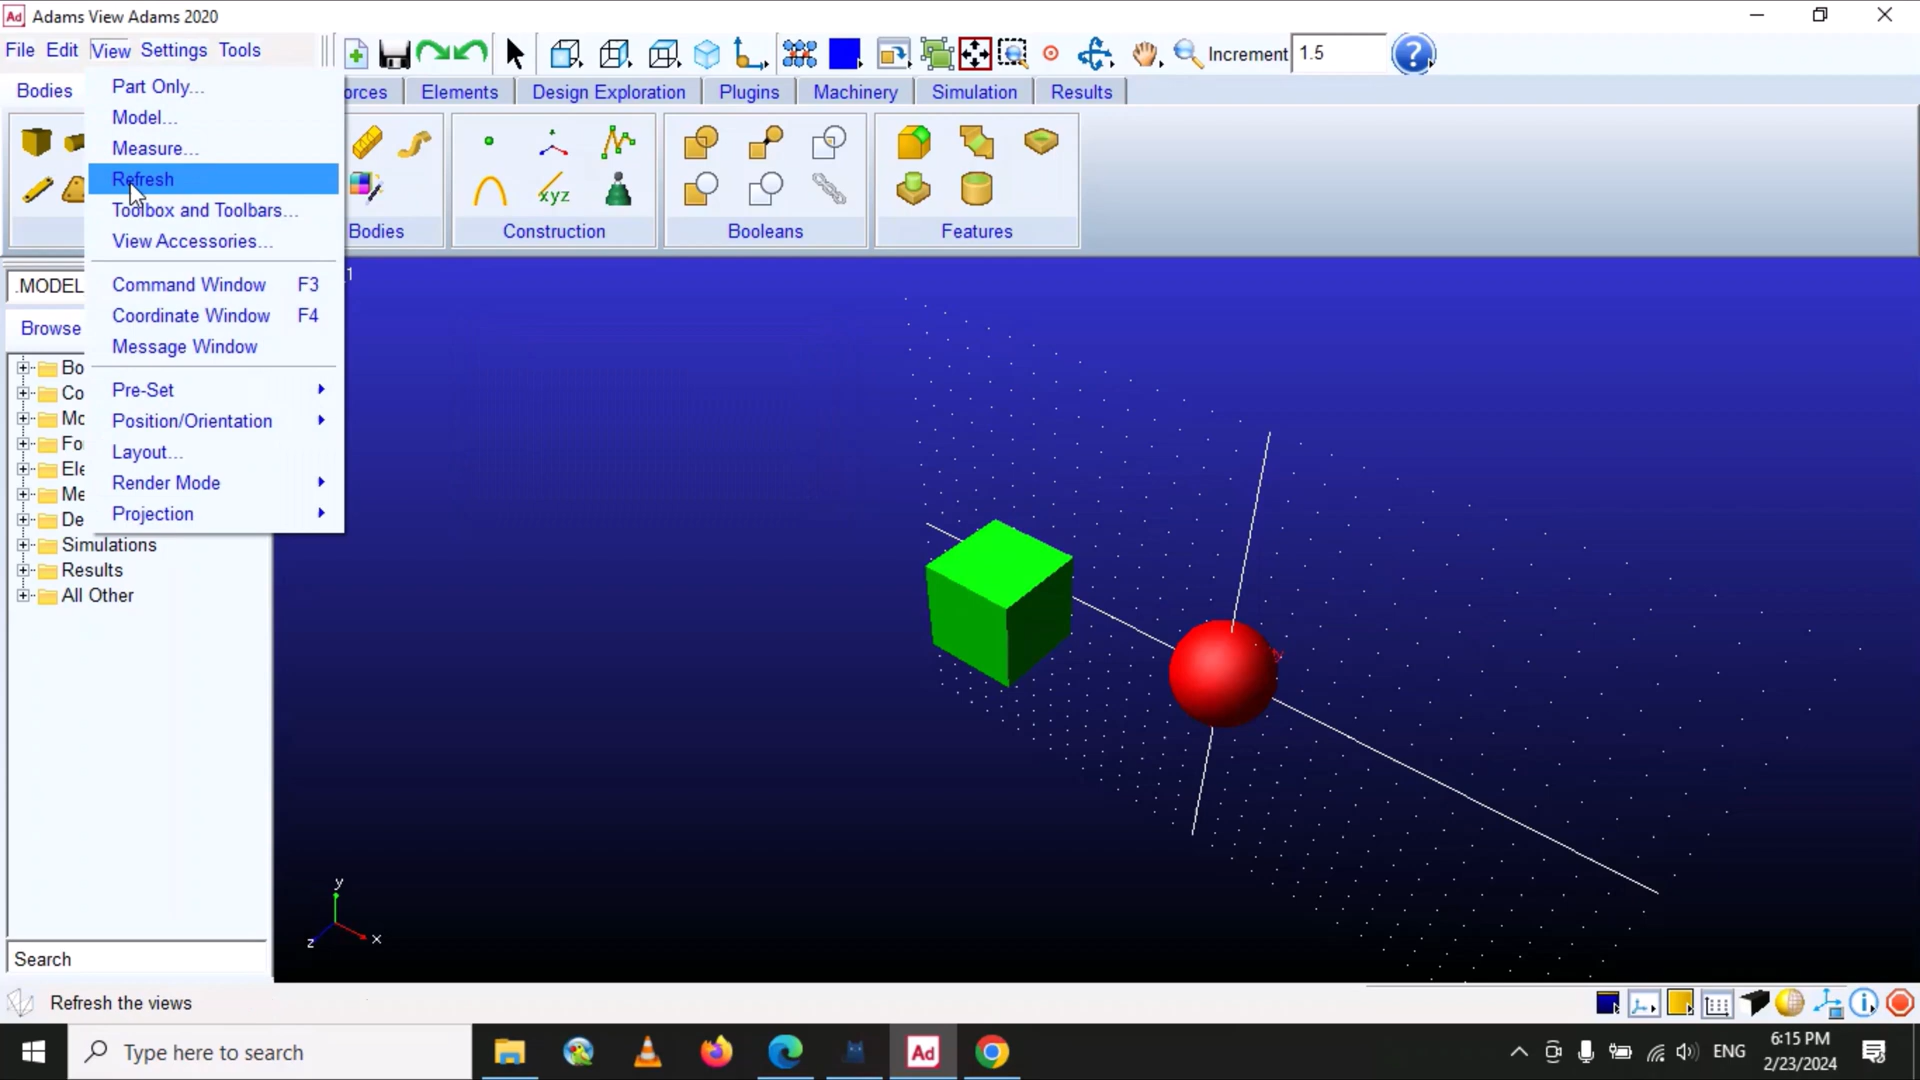 Ad Adams View Adams 2020
File Edit View Settings Tools
Increment 1.5 ?
Bodies orces Elements Design Exploration Plugins Machinery Simulation Results
Part Only...
Model...
Measure...
Refresh
Toolbox and Toolbars...
View Accessories...
Command Window F3
Coordinate Window F4
Message Window
Pre-Set
Position/Orientation
Layout...
Render Mode
Projection
xyz
Bodies Construction Booleans Features
.MODEL
1
Browse
Bo
Co
Mo
Fo
Ele
Me
De
Simulations
Results
All Other
y
x
z
Search
Refresh the views
Type here to search
Ad
ENG
6:15 PM
2/23/2024